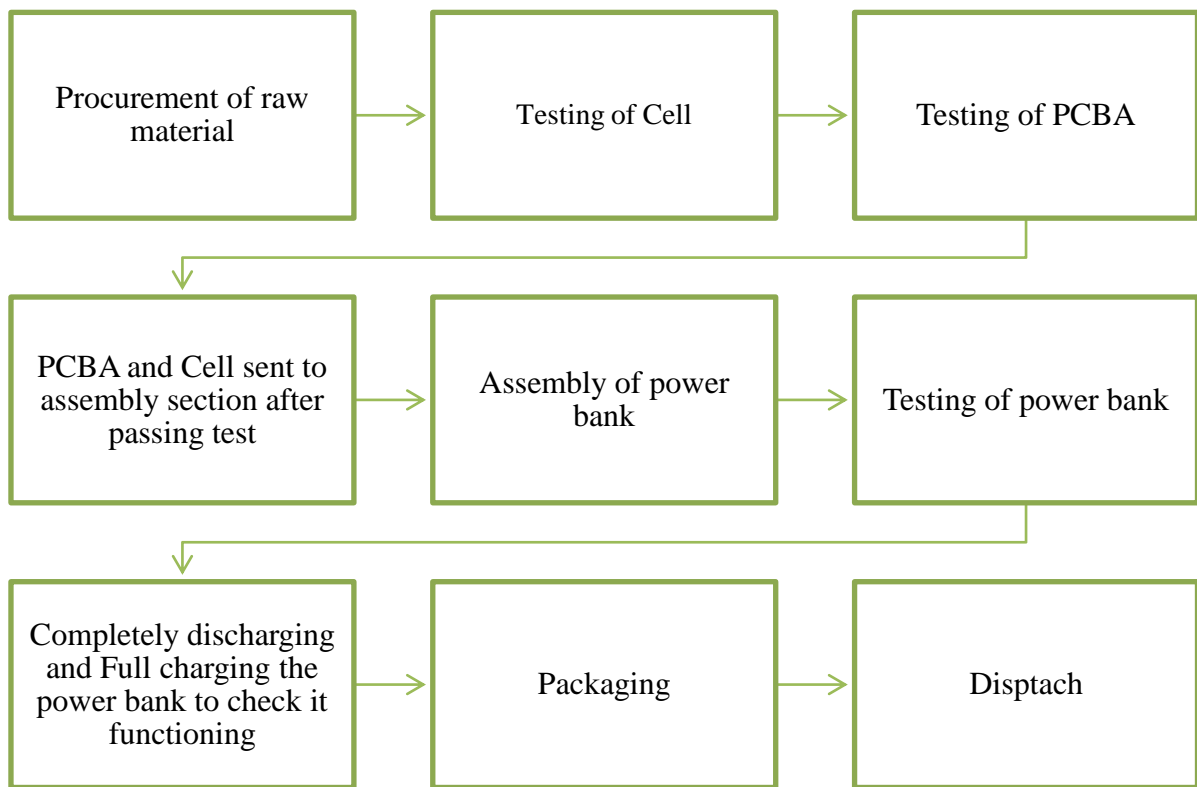 Procurement of raw
material
Testing of Cell
Testing of PCBA
PCBA and Cell sent to
assembly section after
passing test
Assembly of power
bank
Testing of power bank
Completely discharging
and Full charging the
power bank to check it
functioning
Packaging
Disptach